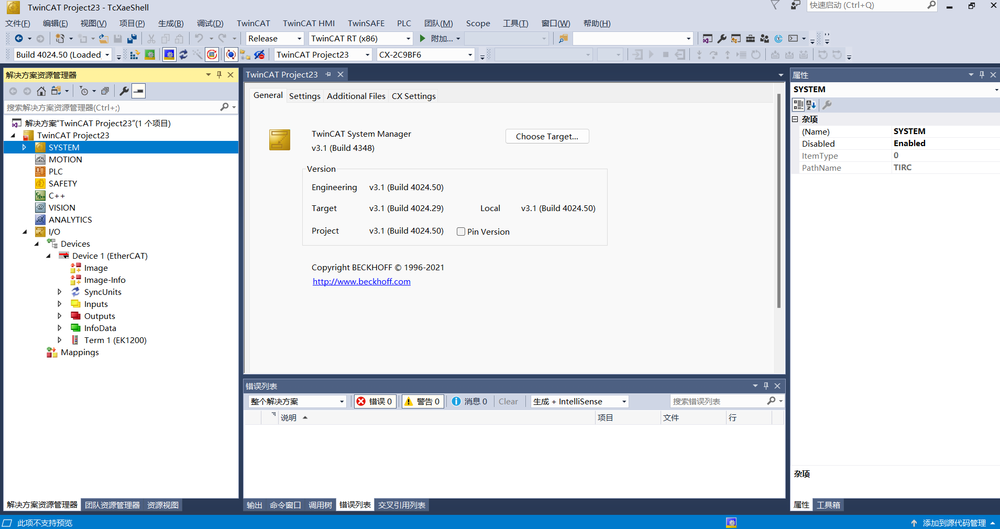 TwinCAT Project23 - TcXaeShell
快速启动 (Ctrl+Q)
文件(F) 编辑(E) 视图(V) 项目(P) 生成(B) 调试(D) TwinCAT TwinCAT HMI TwinSAFE PLC 团队(M) Scope 工具(T) 窗口(W) 帮助(H)
Release TwinCAT RT (x86) 附加...
Build 4024.50 (Loaded) TwinCAT Project23 CX-2C9BF6
解决方案资源管理器
搜索解决方案资源管理器(Ctrl+;)
解决方案"TwinCAT Project23"(1 个项目)
TwinCAT Project23
SYSTEM
MOTION
PLC
SAFETY
C++
VISION
ANALYTICS
I/O
Devices
Device 1 (EtherCAT)
Image
Image-Info
SyncUnits
Inputs
Outputs
InfoData
Term 1 (EK1200)
Mappings
解决方案资源管理器 团队资源管理器 资源视图
TwinCAT Project23
General Settings Additional Files CX Settings
TwinCAT System Manager
v3.1 (Build 4348)
Choose Target...
Version
Engineering v3.1 (Build 4024.50)
Target v3.1 (Build 4024.29) Local v3.1 (Build 4024.50)
Project v3.1 (Build 4024.50) Pin Version
Copyright BECKHOFF © 1996-2021
http://www.beckhoff.com
错误列表
整个解决方案 错误 0 警告 0 消息 0 Clear 生成 + IntelliSense 搜索错误列表
说明 项目 文件 行
输出 命令窗口 调用树 错误列表 交叉引用列表
属性
SYSTEM
杂项
(Name) SYSTEM
Disabled Enabled
ItemType 0
PathName TIRC
杂项
属性 工具箱
此项不支持预览
添加到源代码管理